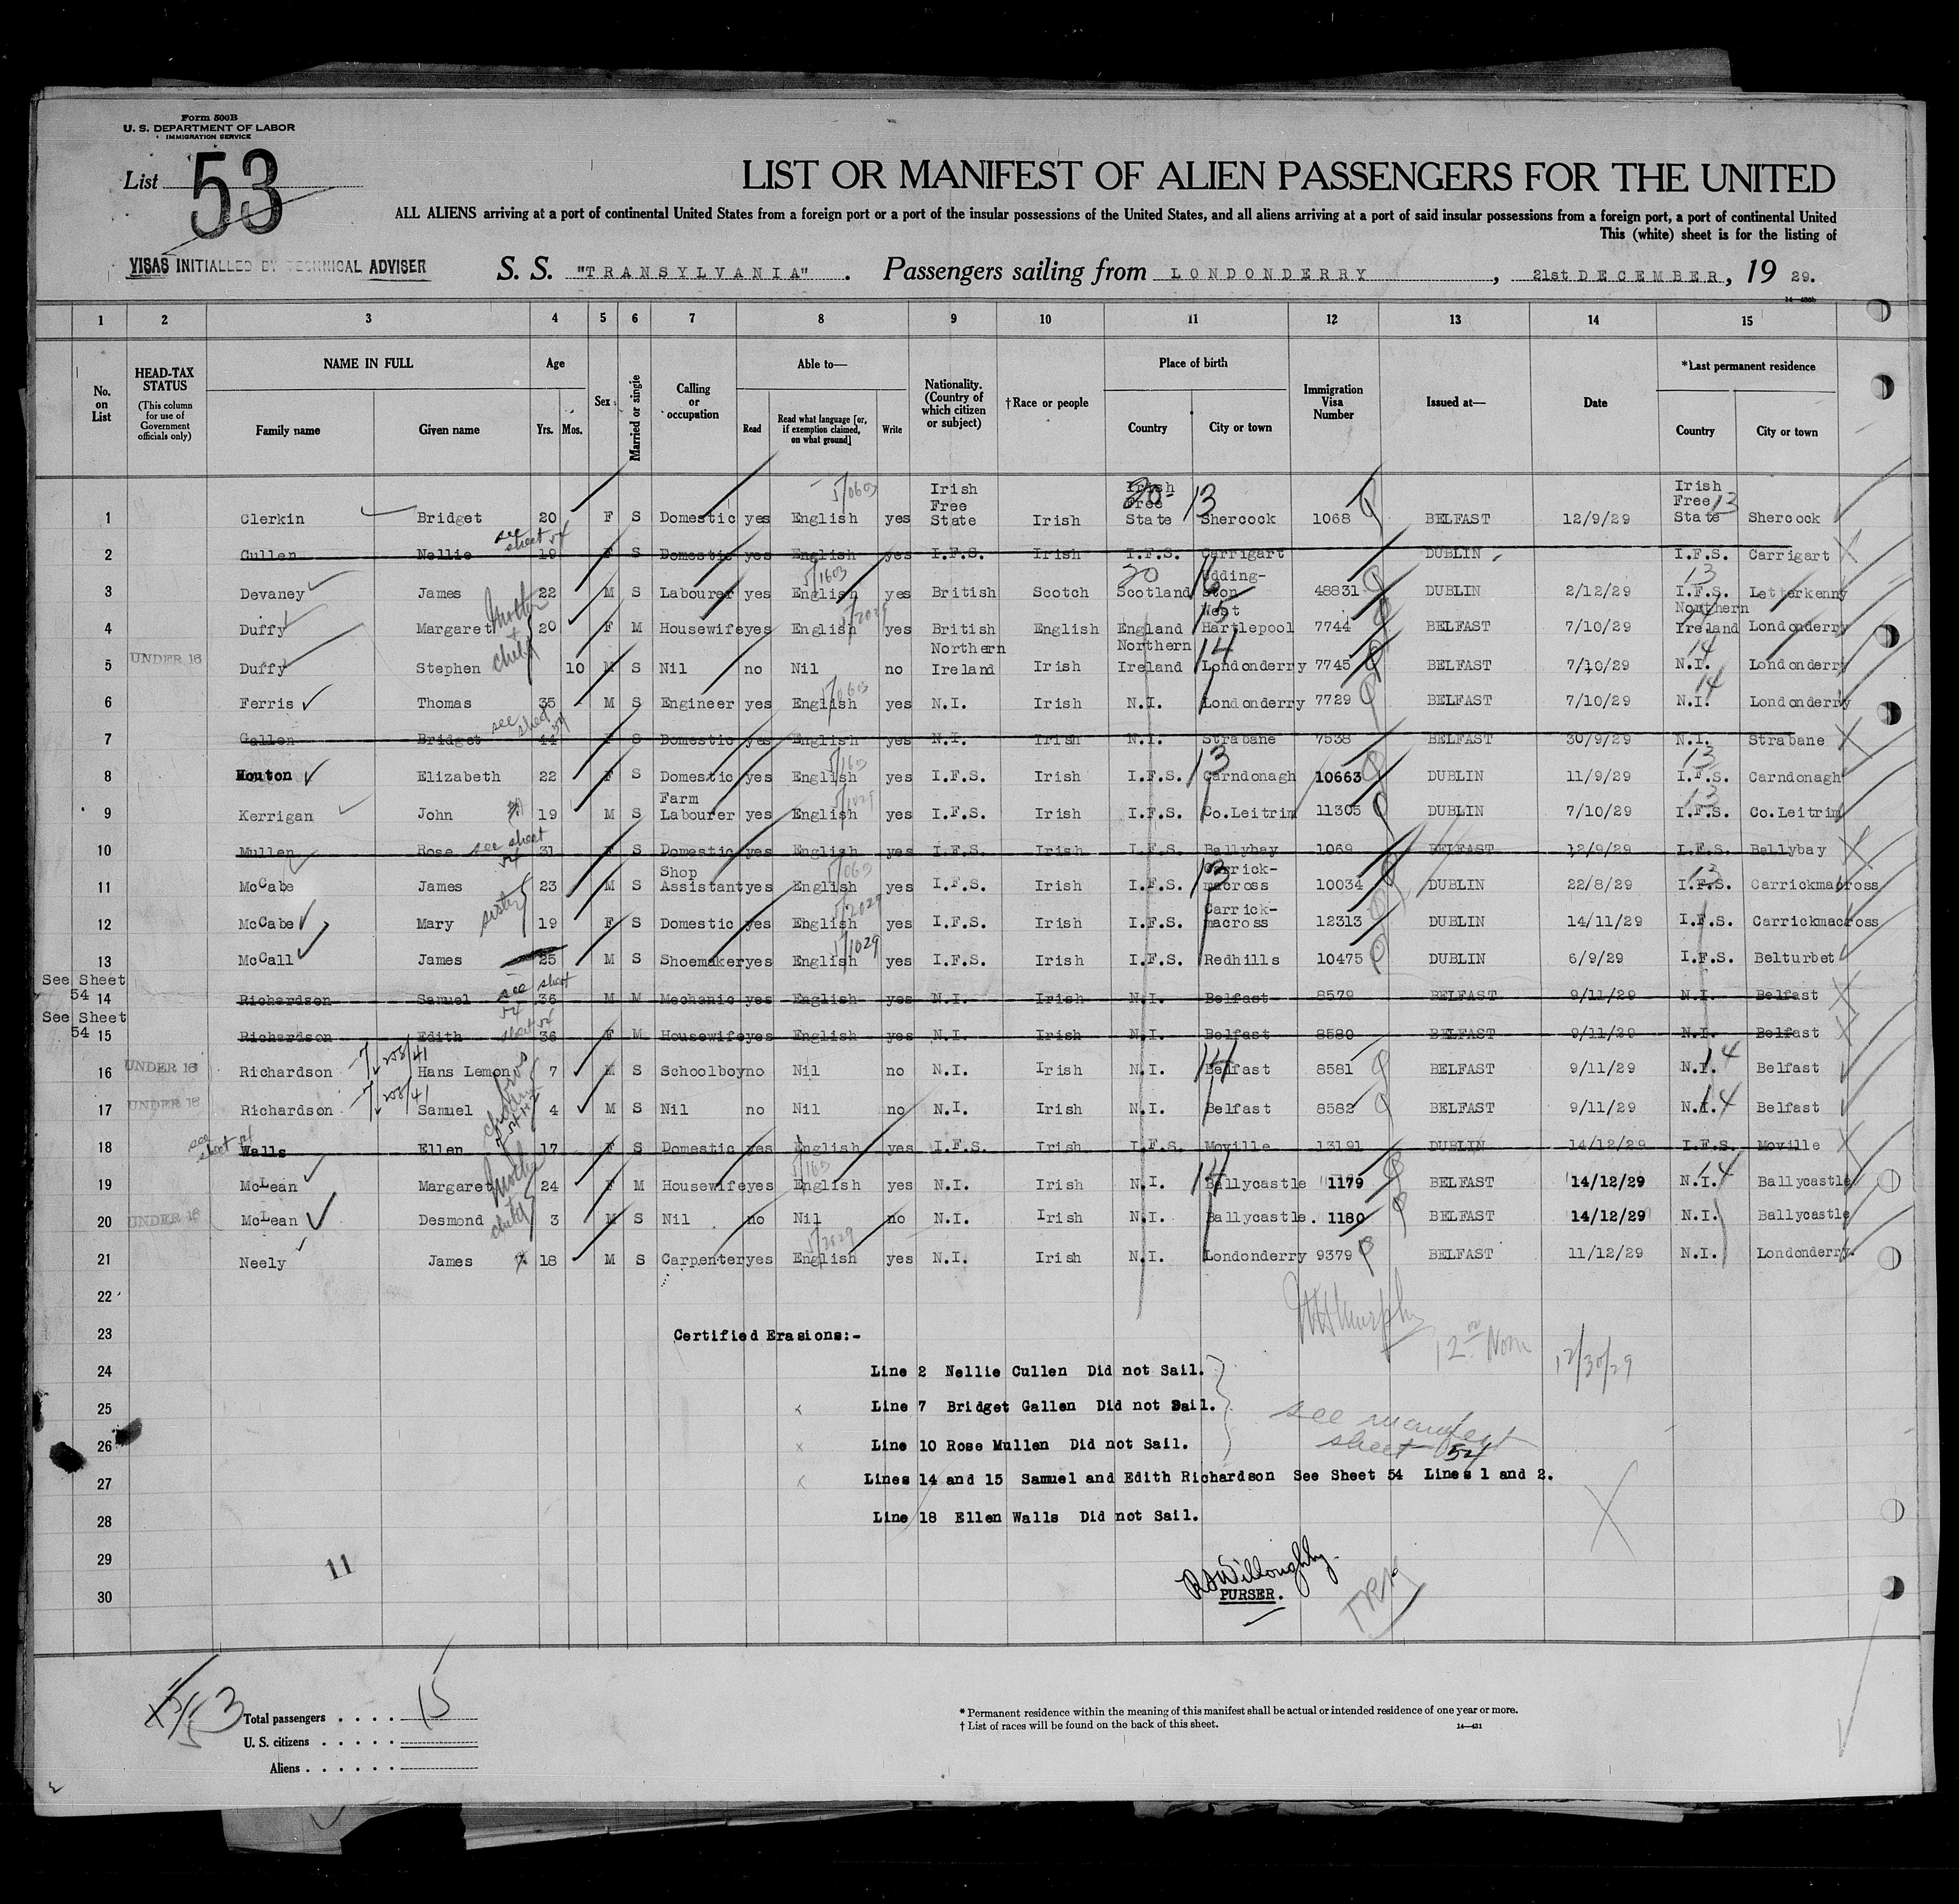 Form 500B
U. S. DEPARTMENT OF LABOR
IMMIGRATION SERVICE
List 53
LIST OR MANIFEST OF ALIEN PASSENGERS FOR THE UNITED
ALL ALIENS arriving at a port of continental United States from a foreign port or a port of the insular possessions of the United States, and all aliens arriving at a port of said insular possessions from a foreign port, a port of continental United
This (white) sheet is for the listing of
VISAS INITIALLED BY TECHNICAL ADVISER
S. S. "TRANSYLVANIA". Passengers sailing from LONDONDERRY, 21st DECEMBER, 19 29.
1 2 3 4 5 6 7 8 9 10 11 12 13 14 15
No. on List
HEAD-TAX STATUS (This column for use of Government officials only)
NAME IN FULL Family name Given name
Age Yrs. Mos.
Sex
Married or single
Calling or occupation
Able to— Read Read what language [or, if exemption claimed, on what ground] Write
Nationality. (Country of which citizen or subject)
†Race or people
Place of birth Country City or town
Immigration Visa Number
Issued at—
Date
*Last permanent residence Country City or town
1 Clerkin Bridget 20 F S Domestic yes English yes Irish Free State Irish Irish Free State Shercock 1068 BELFAST 12/9/29 Irish Free State Shercock
2 Cullen Nellie see sheet 54 19 F S Domestic yes English yes I.F.S. Irish I.F.S. Carrigart DUBLIN I.F.S. Carrigart
3 Devaney James 22 M S Labourer yes English yes British Scotch Scotland Uddingston 48831 DUBLIN 2/12/29 I.F.S. Letterkenny
4 Duffy Margaret Mother 20 F M Housewife yes English yes British English England West Hartlepool 7744 BELFAST 7/10/29 Northern Ireland Londonderry
5 UNDER 16 Duffy Stephen child 10 M S Nil no Nil no Northern Ireland Irish Northern Ireland Londonderry 7745 BELFAST 7/10/29 N.I. Londonderry
6 Ferris Thomas 35 M S Engineer yes English yes N.I. Irish N.I. Londonderry 7729 BELFAST 7/10/29 N.I. Londonderry
7 Gallen Bridget see sheet 54 44 F S Domestic yes English yes N.I. Irish N.I. Strabane 7538 BELFAST 30/9/29 N.I. Strabane
8 Houton Elizabeth 22 F S Domestic yes English yes I.F.S. Irish I.F.S. Carndonagh 10663 DUBLIN 11/9/29 I.F.S. Carndonagh
9 Kerrigan John 19 M S Farm Labourer yes English yes I.F.S. Irish I.F.S. Co.Leitrim 11305 DUBLIN 7/10/29 I.F.S. Co.Leitrim
10 Mullen Rose see sheet 54 31 F S Domestic yes English yes I.F.S. Irish I.F.S. Ballybay 1069 BELFAST 12/9/29 I.F.S. Ballybay
11 McCabe James 23 M S Shop Assistant yes English yes I.F.S. Irish I.F.S. Carrick-macross 10034 DUBLIN 22/8/29 I.F.S. Carrickmacross
12 McCabe Mary sister 19 F S Domestic yes English yes I.F.S. Irish I.F.S. Carrick-macross 12313 DUBLIN 14/11/29 I.F.S. Carrickmacross
13 McCall James 25 M S Shoemaker yes English yes I.F.S. Irish I.F.S. Redhills 10475 DUBLIN 6/9/29 I.F.S. Belturbet
See Sheet 54 14 Richardson Samuel see sheet 54 36 M M Mechanic yes English yes N.I. Irish N.I. Belfast 8579 BELFAST 9/11/29 N.I. Belfast
See Sheet 54 15 Richardson Edith sheet 54 36 F M Housewife yes English yes N.I. Irish N.I. Belfast 8580 BELFAST 9/11/29 N.I. Belfast
16 UNDER 16 Richardson Hans Lemon 7 M S Schoolboy no Nil no N.I. Irish N.I. Belfast 8581 BELFAST 9/11/29 N.I. Belfast
17 UNDER 16 Richardson Samuel 4 M S Nil no Nil no N.I. Irish N.I. Belfast 8582 BELFAST 9/11/29 N.I. Belfast
18 see sheet 54 Walls Ellen 17 F S Domestic yes English yes I.F.S. Irish I.F.S. Moville 13191 DUBLIN 14/12/29 I.F.S. Moville
19 McLean Margaret Mother 24 F M Housewife yes English yes N.I. Irish N.I. Ballycastle 1179 BELFAST 14/12/29 N.I. Ballycastle
20 UNDER 16 McLean Desmond child 3 M S Nil no Nil no N.I. Irish N.I. Ballycastle. 1180 BELFAST 14/12/29 N.I. Ballycastle
21 Neely James 18 M S Carpenter yes English yes N.I. Irish N.I. Londonderry 9379 BELFAST 11/12/29 N.I. Londonderry
22
23 Certified Erasions:-
12 00 Noon 12/30/29
24 Line 2 Nellie Cullen Did not Sail.
25 Line 7 Bridget Gallen Did not Sail.
see manifest
26 Line 10 Rose Mullen Did not Sail.
sheet 54
27 Lines 14 and 15 Samuel and Edith Richardson See Sheet 54 Lines 1 and 2.
28 Line 18 Ellen Walls Did not Sail.
29 11
30
PURSER.
Total passengers 15
U. S. citizens
Aliens
* Permanent residence within the meaning of this manifest shall be actual or intended residence of one year or more.
† List of races will be found on the back of this sheet.
14—431